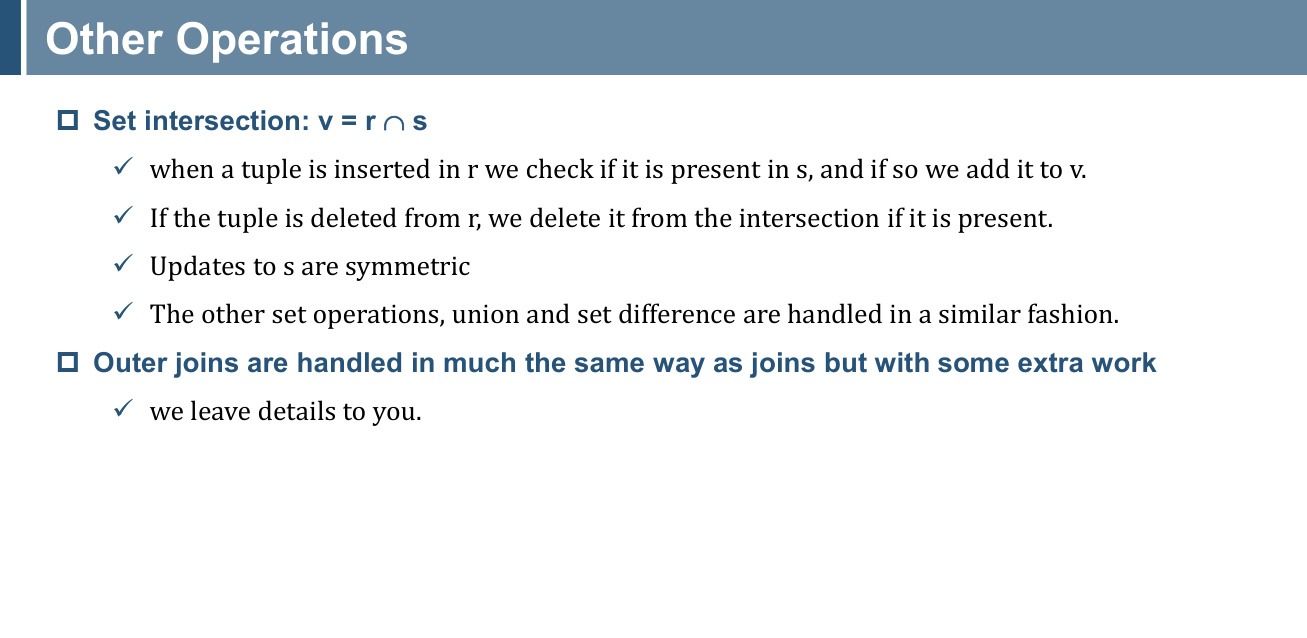 Other Operations
Set intersection: v = r ∩ s
when a tuple is inserted in r we check if it is present in s, and if so we add it to v.
If the tuple is deleted from r, we delete it from the intersection if it is present.
Updates to s are symmetric
The other set operations, union and set difference are handled in a similar fashion.
Outer joins are handled in much the same way as joins but with some extra work
we leave details to you.